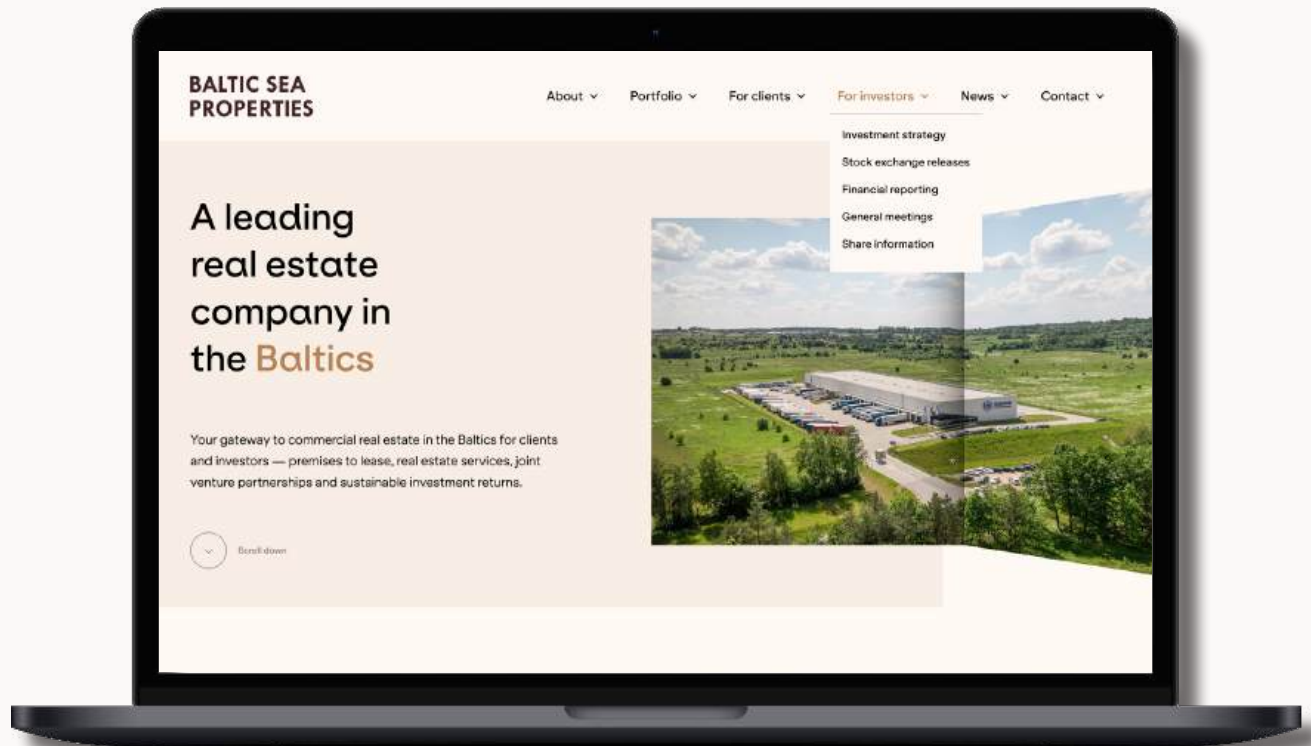 BALTIC SEA
PROPERTIES
About
Portfolio
For clients
For investors
News
Contact
Investment strategy
Stock exchange releases
Financial reporting
General meetings
Share information
A leading
real estate
company in
the Baltics
Your gateway to commercial real estate in the Baltics for clients
and investors — premises to lease, real estate services, joint
venture partnerships and sustainable investment returns.
Scroll down